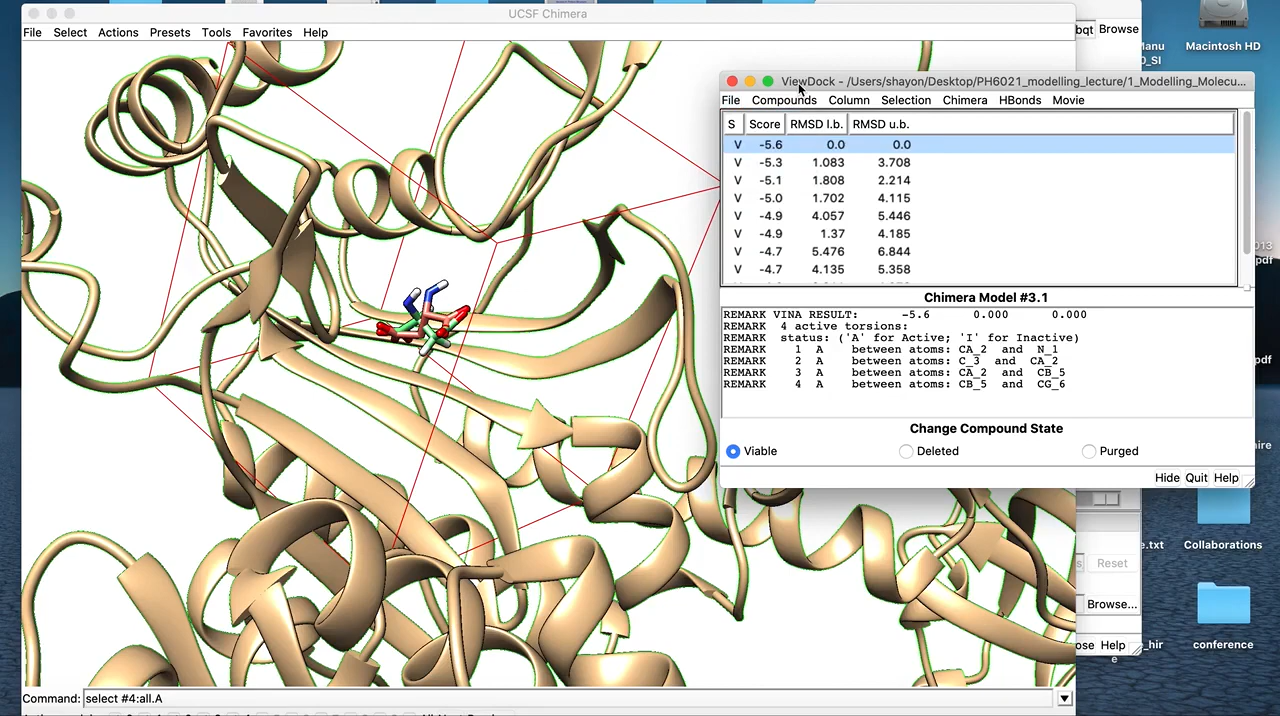 UCSF Chimera
File Select Actions Presets Tools Favorites Help
bqt Browse
Macintosh HD
ViewDock - /Users/shayon/Desktop/PH6021_modelling_lecture/1_Modelling_Molecu...
File Compounds Column Selection Chimera HBonds Movie
S Score RMSD l.b. RMSD u.b.
V -5.6 0.0 0.0
V -5.3 1.083 3.708
V -5.1 1.808 2.214
V -5.0 1.702 4.115
V -4.9 4.057 5.446
V -4.9 1.37 4.185
V -4.7 5.476 6.844
V -4.7 4.135 5.358
Chimera Model #3.1
REMARK VINA RESULT: -5.6 0.000 0.000
REMARK 4 active torsions:
REMARK status: ('A' for Active; 'I' for Inactive)
REMARK 1 A between atoms: CA_2 and N_1
REMARK 2 A between atoms: C_3 and CA_2
REMARK 3 A between atoms: CA_2 and CB_5
REMARK 4 A between atoms: CB_5 and CG_6
Change Compound State
Viable Deleted Purged
Hide Quit Help
e.txt
Collaborations
Reset
Browse...
ose Help
_hir
e
conference
Command: select #4:all.A